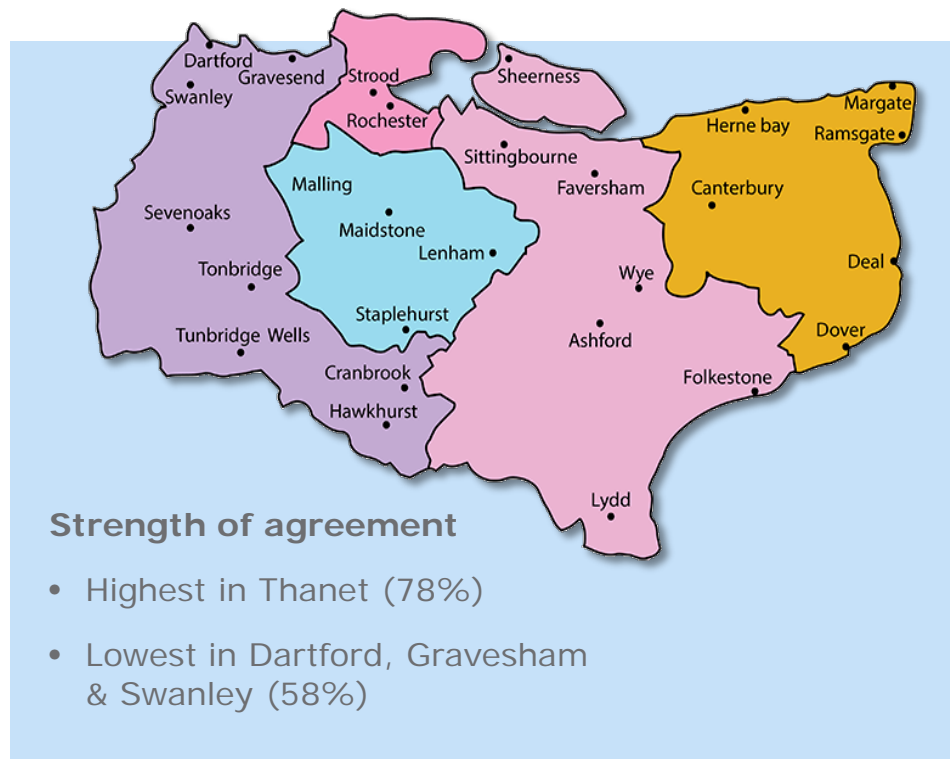 Dartford
Gravesend
Swanley
Strood
Rochester
Sheerness
Margate
Herne bay
Ramsgate
Sittingbourne
Faversham
Malling
Canterbury
Sevenoaks
Maidstone
Lenham
Deal
Tonbridge
Wye
Staplehurst
Tunbridge Wells
Ashford
Dover
Cranbrook
Folkestone
Hawkhurst
Lydd
Strength of agreement
• Highest in Thanet (78%)
• Lowest in Dartford, Gravesham
& Swanley (58%)